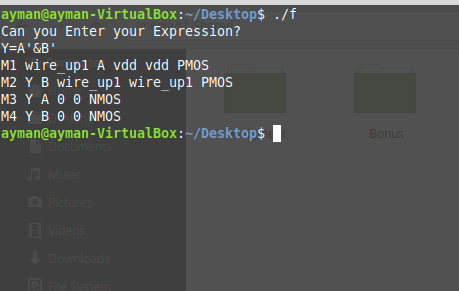 ayman@ayman-VirtualBox:~/Desktop$ ./f
Can you Enter your Expression?
Y=A'&B'
M1 wire_up1 A vdd vdd PMOS
M2 Y B wire_up1 wire_up1 PMOS
M3 Y A 0 0 NMOS
M4 Y B 0 0 NMOS
ayman@ayman-VirtualBox:~/Desktop$
Bonus
Documents
Music
Pictures
Videos
Downloads
File System